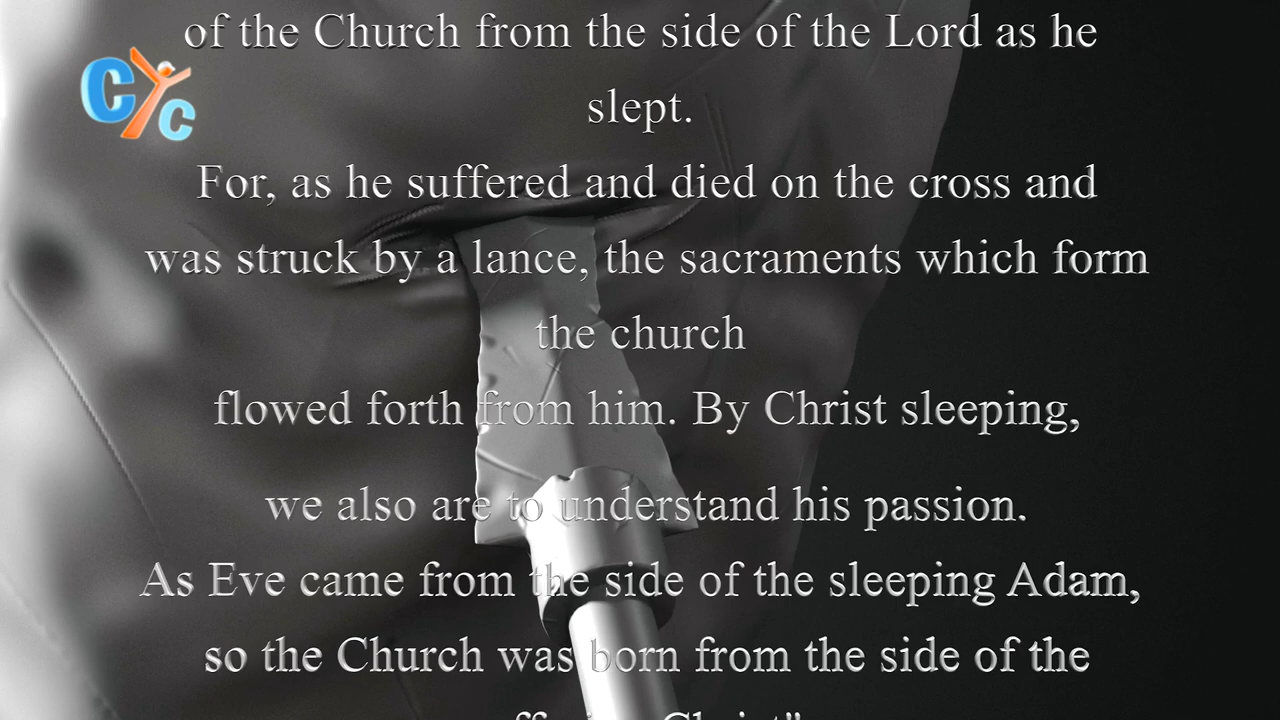 of the Church from the side of the Lord as he
CYC
slept.
For, as he suffered and died on the cross and
was struck by a lance, the sacraments which form
the church
flowed forth from him. By Christ sleeping,
we also are to understand his passion.
As Eve came from the side of the sleeping Adam,
so the Church was born from the side of the
Christ"